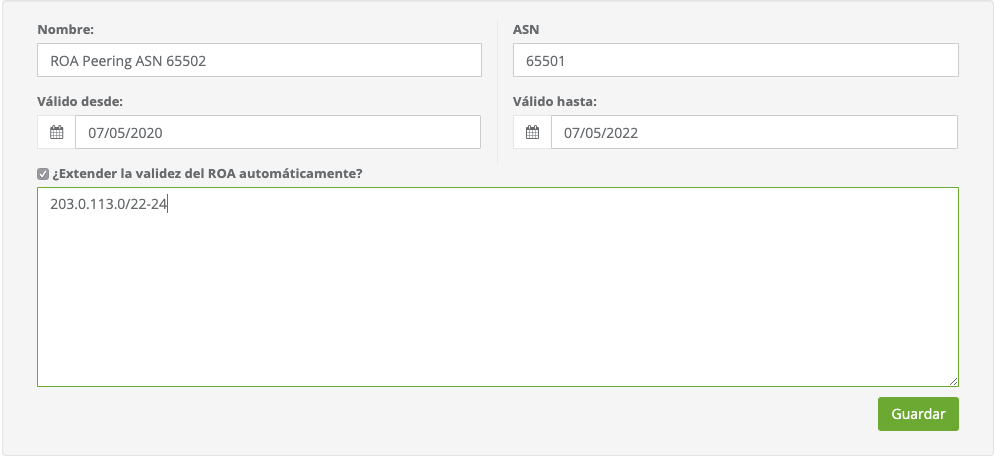 Nombre:
ROA Peering ASN 65502
ASN
65501
Válido desde:
07/05/2020
Válido hasta:
07/05/2022
¿Extender la validez del ROA automáticamente?
203.0.113.0/22-24
Guardar